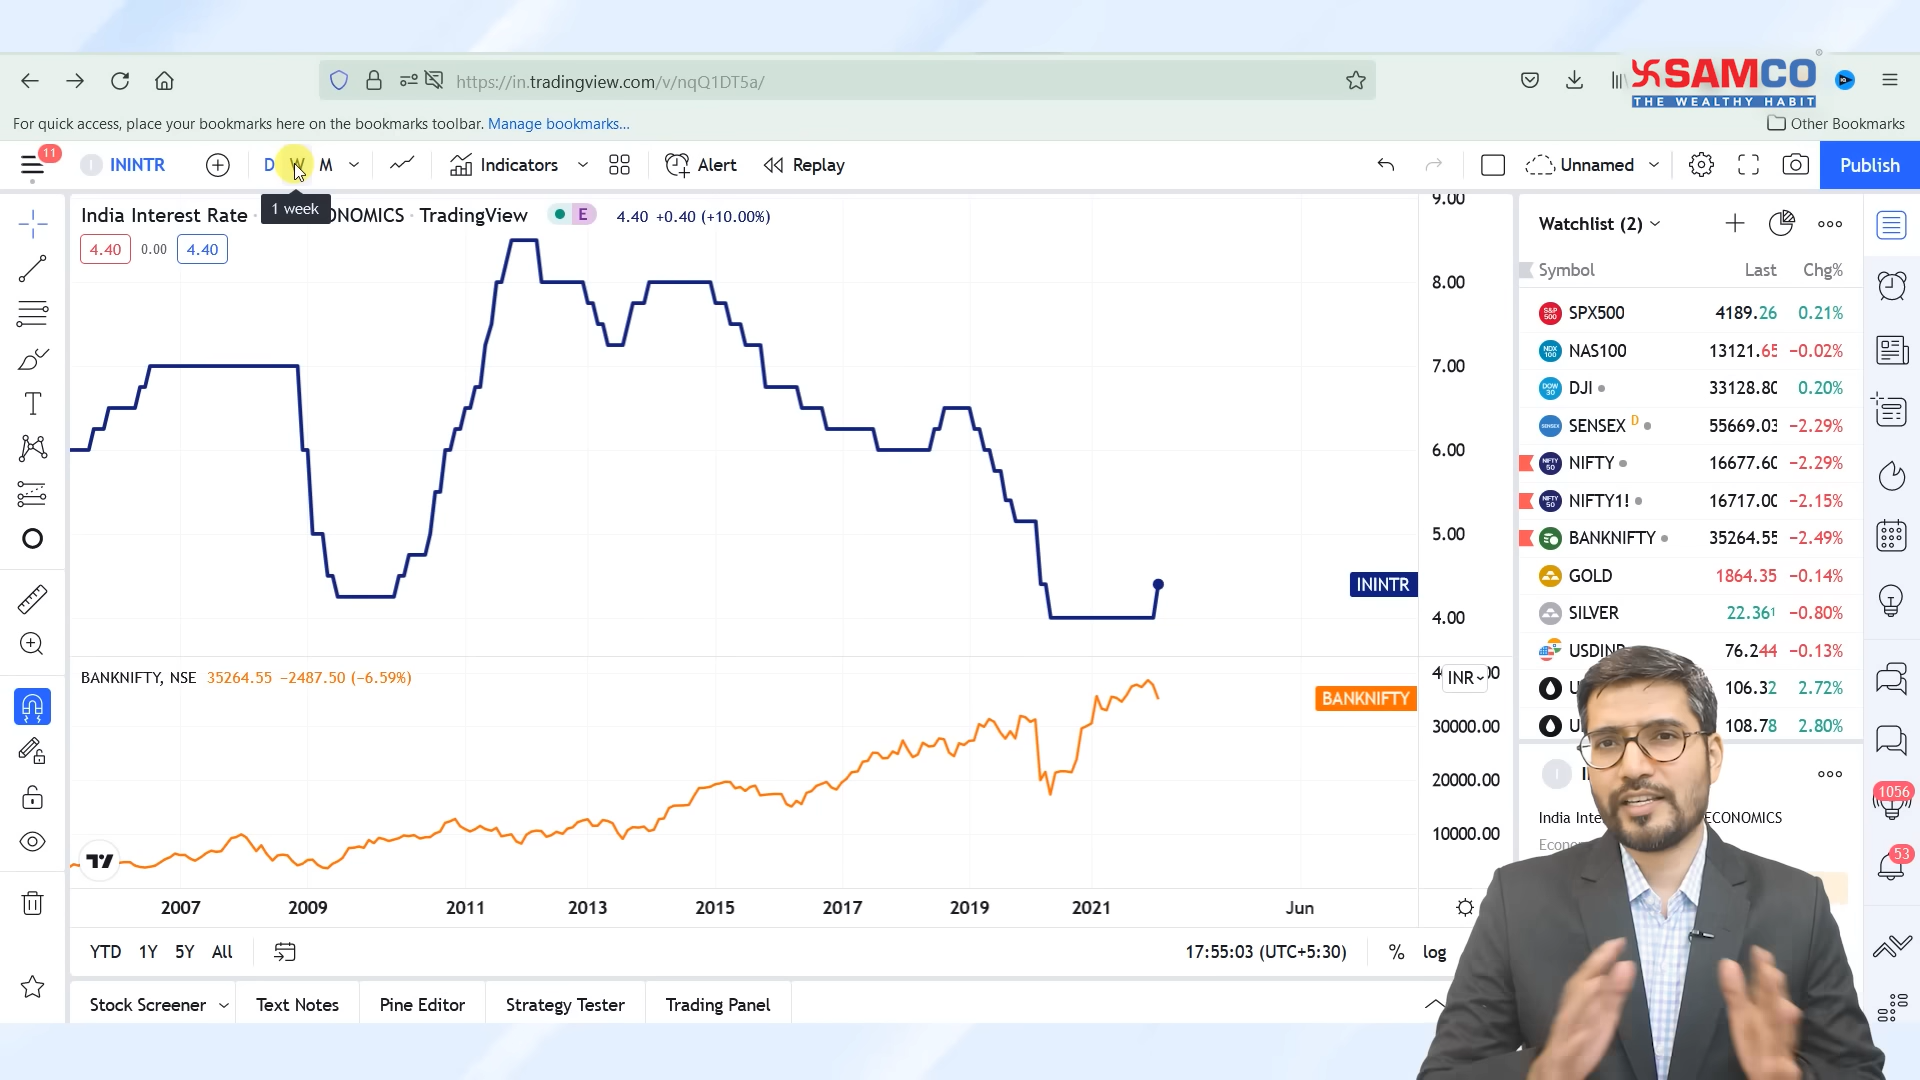 SAMCO
THE WEALTHY HABIT
https://in.tradingview.com/v/nqQ1DT5a/
For quick access, place your bookmarks here on the bookmarks toolbar. Manage bookmarks...
Other Bookmarks
11
ININTR
D W M
Indicators
Alert
Replay
Unnamed
Publish
1 week
India Interest Rate
ONOMICS · TradingView
E
4.40 +0.40 (+10.00%)
4.40 0.00 4.40
9.00
8.00
7.00
6.00
5.00
4.00
ININTR
BANKNIFTY, NSE 35264.55 −2487.50 (−6.59%)
BANKNIFTY
INR
30000.00
20000.00
10000.00
2007 2009 2011 2013 2015 2017 2019 2021 Jun
YTD 1Y 5Y All
17:55:03 (UTC+5:30)
% log
Stock Screener
Text Notes
Pine Editor
Strategy Tester
Trading Panel
Watchlist (2)
Symbol Last Chg%
SPX500 4189.26 0.21%
NAS100 13121.65 −0.02%
DJI 33128.80 0.20%
SENSEX D 55669.03 −2.29%
NIFTY 16677.60 −2.29%
NIFTY1! 16717.00 −2.15%
BANKNIFTY 35264.55 −2.49%
GOLD 1864.35 −0.14%
SILVER 22.361 −0.80%
USDINR 76.244 −0.13%
U 106.32 2.72%
U 108.78 2.80%
India Inte
ECONOMICS
Econo
1056
53